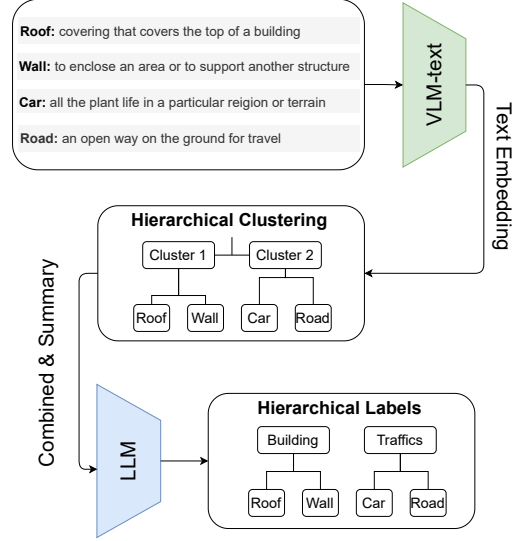 Roof: covering that covers the top of a building
Wall: to enclose an area or to support another structure
Car: all the plant life in a particular reigion or terrain
Road: an open way on the ground for travel
VLM-text
Text Embedding
Hierarchical Clustering
Cluster 1
Cluster 2
Roof
Wall
Car
Road
Combined & Summary
LLM
Hierarchical Labels
Building
Traffics
Roof
Wall
Car
Road